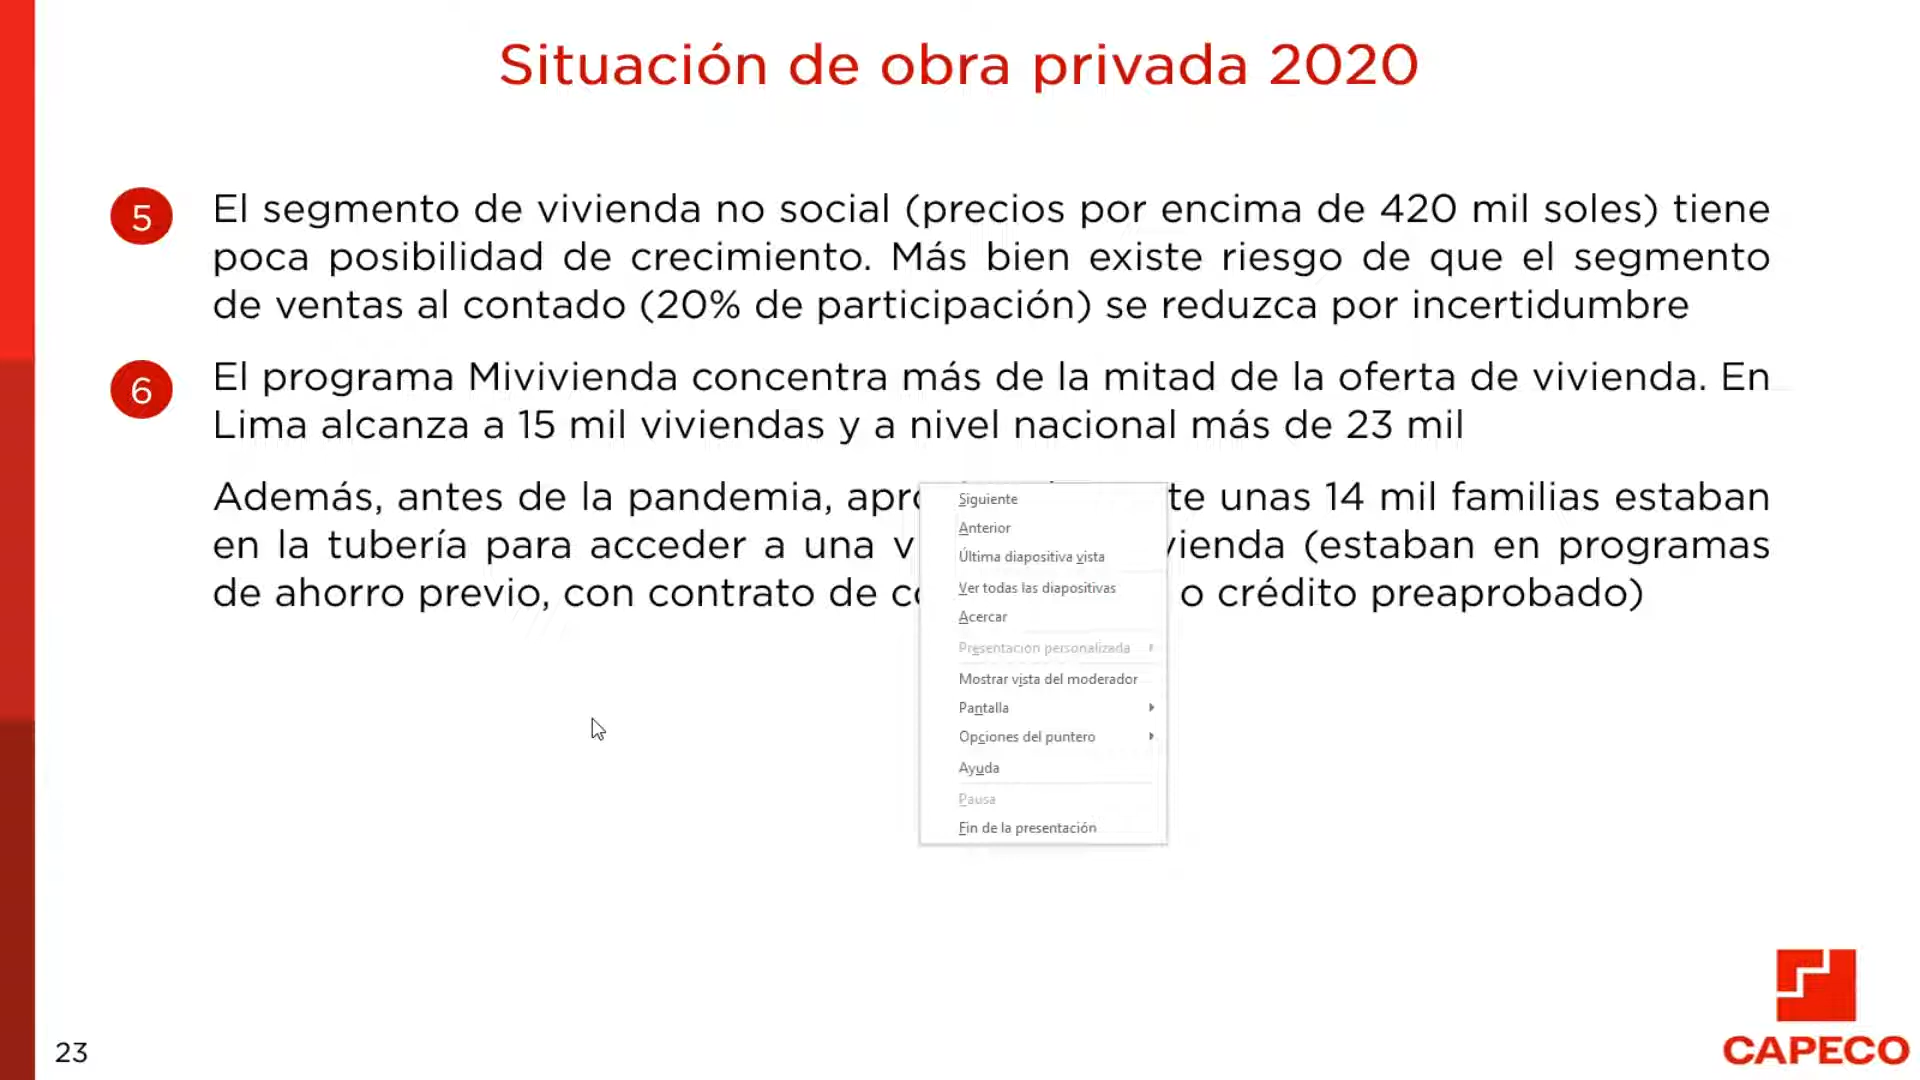 Situación de obra privada 2020
5
El segmento de vivienda no social (precios por encima de 420 mil soles) tiene
poca posibilidad de crecimiento. Más bien existe riesgo de que el segmento
de ventas al contado (20% de participación) se reduzca por incertidumbre
6
El programa Mivivienda concentra más de la mitad de la oferta de vivienda. En
Lima alcanza a 15 mil viviendas y a nivel nacional más de 23 mil
Además, antes de la pandemia, unas 14 mil familias estaban
en la tubería para acceder a una (estaban en programas
de ahorro previo, con contrato de o crédito preaprobado)
Siguiente
Anterior
Última diapositiva vista
Ver todas las diapositivas
Acercar
Presentación personalizada
Mostrar vista del moderador
Pantalla
Opciones del puntero
Ayuda
Pausa
Fin de la presentación
23
CAPECO